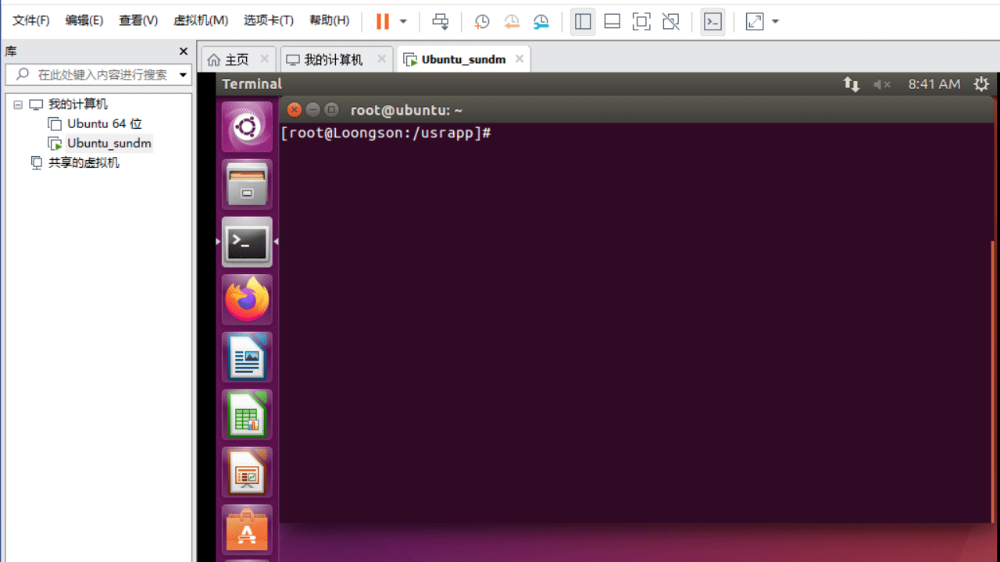 文件(F) 编辑(E) 查看(V) 虚拟机(M) 选项卡(T) 帮助(H)
库
在此处键入内容进行搜索
我的计算机
Ubuntu 64 位
Ubuntu_sundm
共享的虚拟机
主页 我的计算机 Ubuntu_sundm
Terminal 8:41 AM
root@ubuntu: ~
[root@Loongson:/usrapp]#